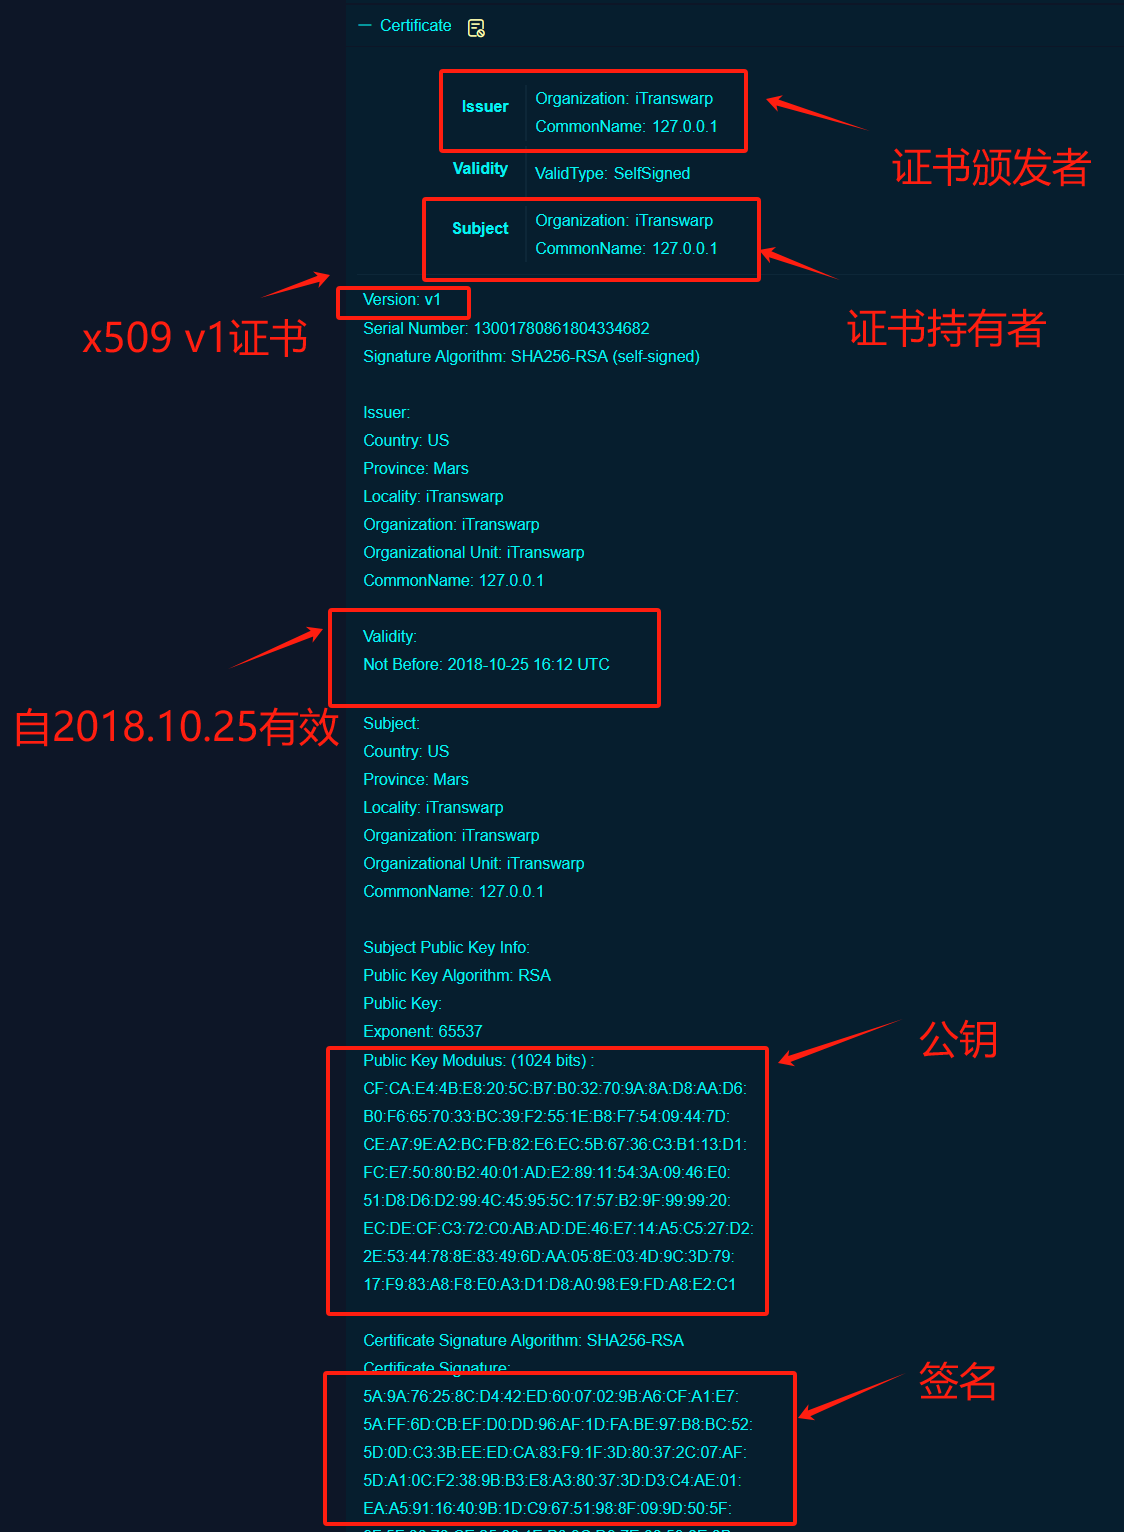 Certificate
Issuer
Organization: iTranswarp
CommonName: 127.0.0.1
证书颁发者
Validity
ValidType: SelfSigned
Subject
Organization: iTranswarp
CommonName: 127.0.0.1
证书持有者
x509 v1证书
Version: v1
Serial Number: 13001780861804334682
Signature Algorithm: SHA256-RSA (self-signed)
Issuer:
Country: US
Province: Mars
Locality: iTranswarp
Organization: iTranswarp
Organizational Unit: iTranswarp
CommonName: 127.0.0.1
Validity:
Not Before: 2018-10-25 16:12 UTC
自2018.10.25有效
Subject:
Country: US
Province: Mars
Locality: iTranswarp
Organization: iTranswarp
Organizational Unit: iTranswarp
CommonName: 127.0.0.1
Subject Public Key Info:
Public Key Algorithm: RSA
Public Key:
Exponent: 65537
公钥
Public Key Modulus: (1024 bits) :
CF:CA:E4:4B:E8:20:5C:B7:B0:32:70:9A:8A:D8:AA:D6:
B0:F6:65:70:33:BC:39:F2:55:1E:B8:F7:54:09:44:7D:
CE:A7:9E:A2:BC:FB:82:E6:EC:5B:67:36:C3:B1:13:D1:
FC:E7:50:80:B2:40:01:AD:E2:89:11:54:3A:09:46:E0:
51:D8:D6:D2:99:4C:45:95:5C:17:57:B2:9F:99:99:20:
EC:DE:CF:C3:72:C0:AB:AD:DE:46:E7:14:A5:C5:27:D2:
2E:53:44:78:8E:83:49:6D:AA:05:8E:03:4D:9C:3D:79:
17:F9:83:A8:F8:E0:A3:D1:D8:A0:98:E9:FD:A8:E2:C1
Certificate Signature Algorithm: SHA256-RSA
Certificate Signature:
签名
5A:9A:76:25:8C:D4:42:ED:60:07:02:9B:A6:CF:A1:E7:
5A:FF:6D:CB:EF:D0:DD:96:AF:1D:FA:BE:97:B8:BC:52:
5D:0D:C3:3B:EE:ED:CA:83:F9:1F:3D:80:37:2C:07:AF:
5D:A1:0C:F2:38:9B:B3:E8:A3:80:37:3D:D3:C4:AE:01:
EA:A5:91:16:40:9B:1D:C9:67:51:98:8F:09:9D:50:5F: